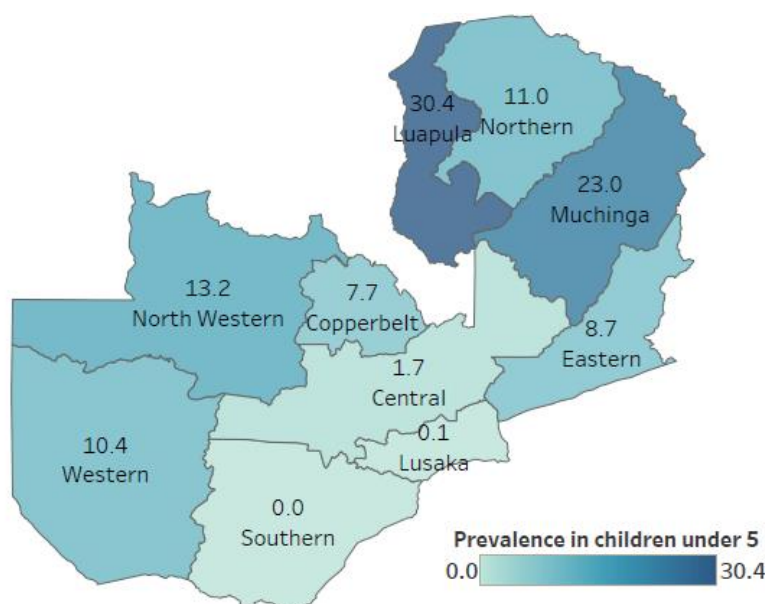 30.4
Luapula
11.0
Northern
23.0
Muchinga
13.2
North Western
7.7
Copperbelt
8.7
Eastern
1.7
Central
10.4
Western
0.1
Lusaka
0.0
Southern
Prevalence in children under 5
0.0 30.4